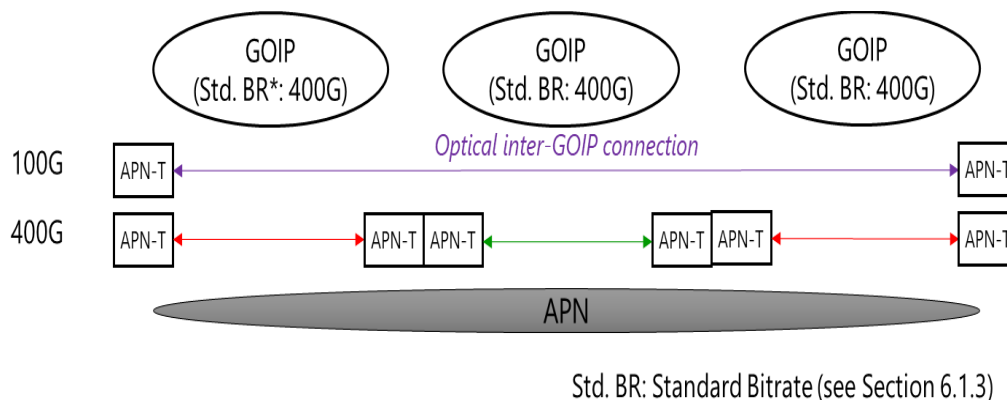 GOIP
(Std. BR*: 400G)
GOIP
(Std. BR: 400G)
GOIP
(Std. BR: 400G)
Optical inter-GOIP connection
100G
APN-T
APN-T
400G
APN-T
APN-T
APN-T
APN-T
APN-T
APN-T
APN
Std. BR: Standard Bitrate (see Section 6.1.3)